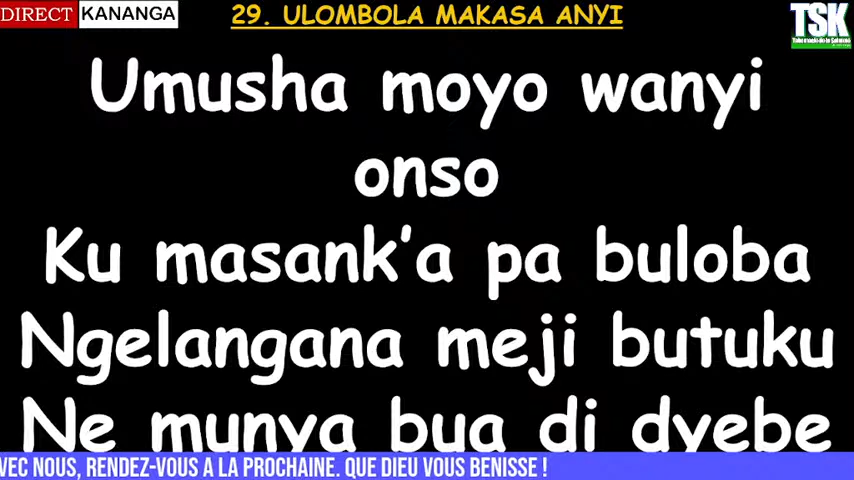 DIRECT KANANGA
29. ULOMBOLA MAKASA ANYI
TSK
Umusha moyo wanyi
onso
Ku masank'a pa buloba
Ngelangana meji butuku
Ne munya bua di dyebe
VEC NOUS, RENDEZ-VOUS A LA PROCHAINE. QUE DIEU VOUS BENISSE !